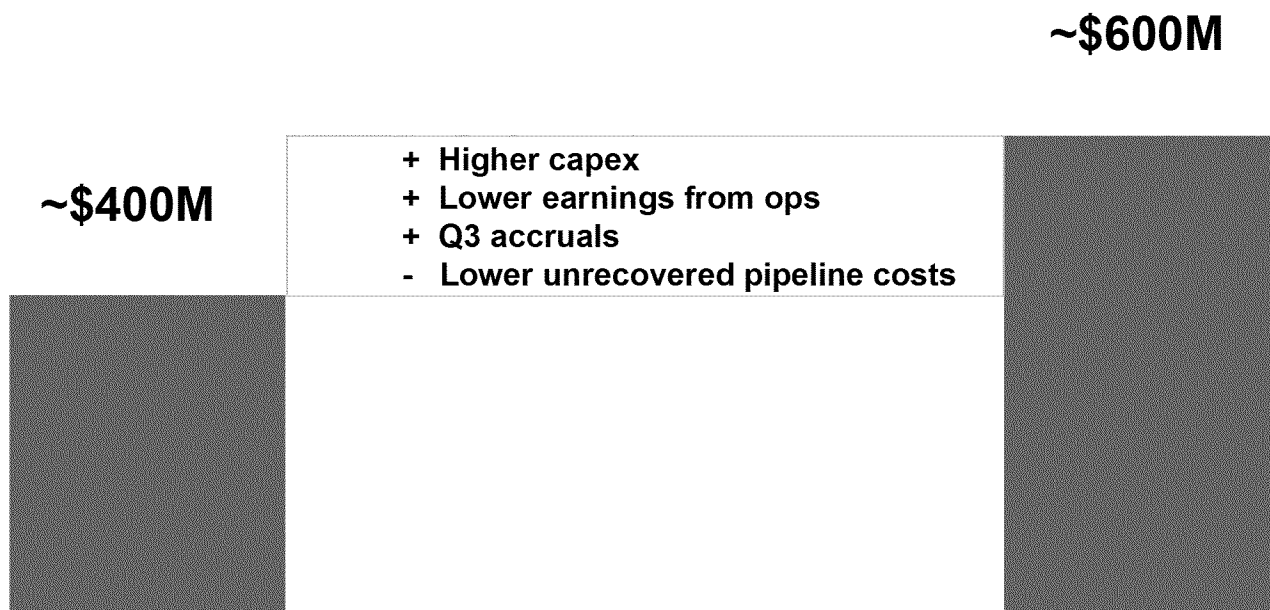 ~$600M
~$400M
+ Higher capex
+ Lower earnings from ops
+ Q3 accruals
- Lower unrecovered pipeline costs